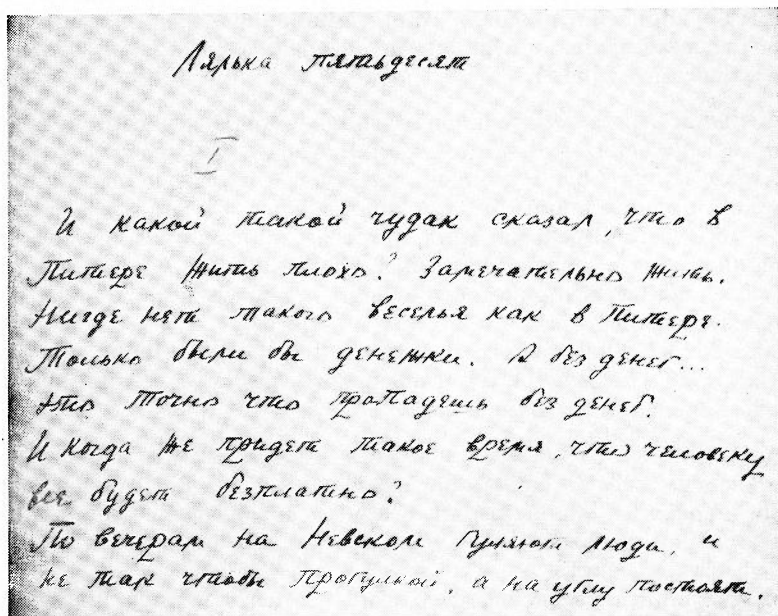 Лялька пятьдесят
I
И какой такой чудак сказал, что в
Питере жить плохо? Замечательно жить.
Нигде нет такого веселья как в Питере.
Только были бы денежки. А без денег...
Это точно что пропадешь без денег.
И когда же придет такое время, что человеку
все будет безплатно?
По вечерам на Невском гуляют люди, и
не так чтобы прогулкой, а на углу постоят.